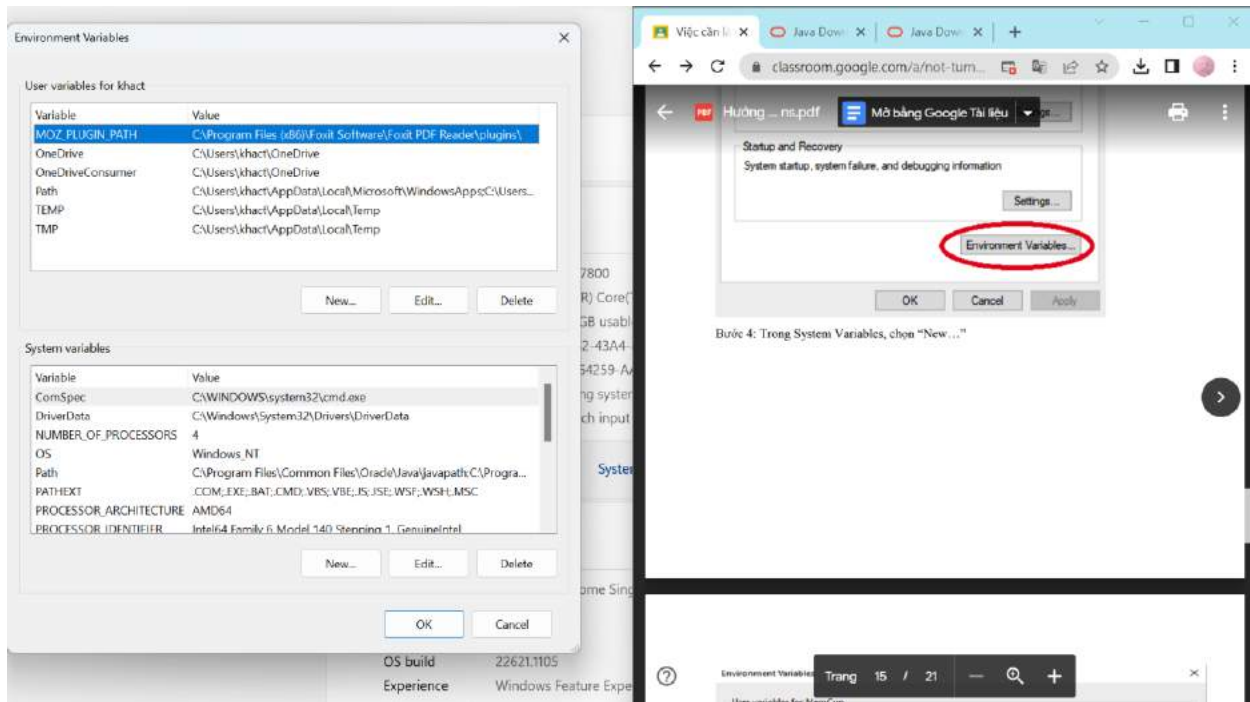 Environment Variables
User variables for khact
Variable Value
MOZ_PLUGIN_PATH C:\Program Files (x86)\Foxit Software\Foxit PDF Reader\plugins\
OneDrive C:\Users\khact\OneDrive
OneDriveConsumer C:\Users\khact\OneDrive
Path C:\Users\khact\AppData\Local\Microsoft\WindowsApps;C:\Users...
TEMP C:\Users\khact\AppData\Local\Temp
TMP C:\Users\khact\AppData\Local\Temp
New... Edit... Delete
System variables
Variable Value
ComSpec C:\WINDOWS\system32\cmd.exe
DriverData C:\Windows\System32\Drivers\DriverData
NUMBER_OF_PROCESSORS 4
OS Windows_NT
Path C:\Program Files\Common Files\Oracle\Java\javapath;C:\Progra...
PATHEXT .COM;.EXE;.BAT;.CMD;.VBS;.VBE;.JS;.JSE;.WSF;.WSH;.MSC
PROCESSOR_ARCHITECTURE AMD64
PROCESSOR_IDENTIFIER Intel64 Family 6 Model 140 Stepping 1, GenuineIntel
New... Edit... Delete
OK Cancel
7800
R) Core(
GB usabl
2-43A4-
54259-A
ng syster
ch input
Syster
ome Sing
OS build 22621.1105
Experience Windows Feature Expe
Việc cần l
Java Dow
Java Dow
classroom.google.com/a/not-turn...
PDF Hướng ... ns.pdf Mở bằng Google Tài liệu
Startup and Recovery
System startup, system failure, and debugging information
Settings...
Environment Variables...
OK Cancel Apply
Bước 4: Trong System Variables, chọn “New…”
Environment Variables
Trang 15 / 21